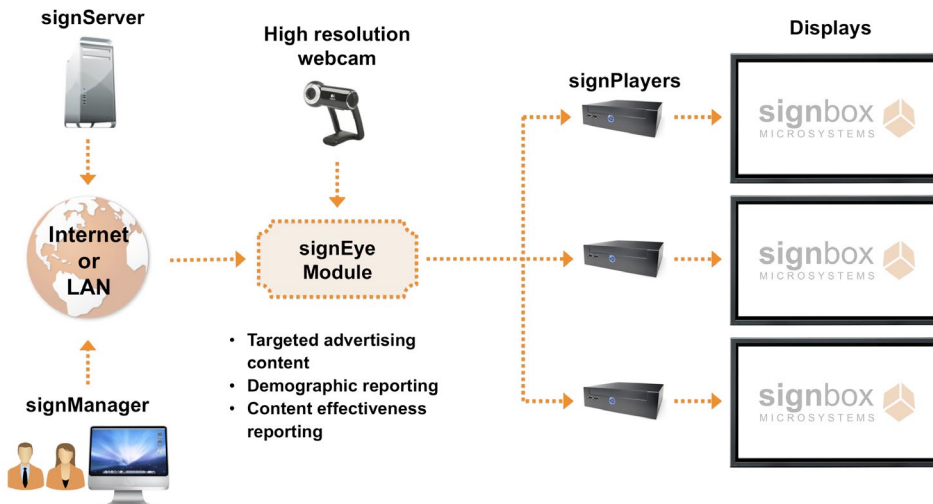 signServer
High resolution
webcam
Displays
signPlayers
signbox
MICROSYSTEMS
Internet
or
LAN
signEye
Module
signbox
MICROSYSTEMS
• Targeted advertising
content
• Demographic reporting
• Content effectiveness
reporting
signManager
signbox
MICROSYSTEMS